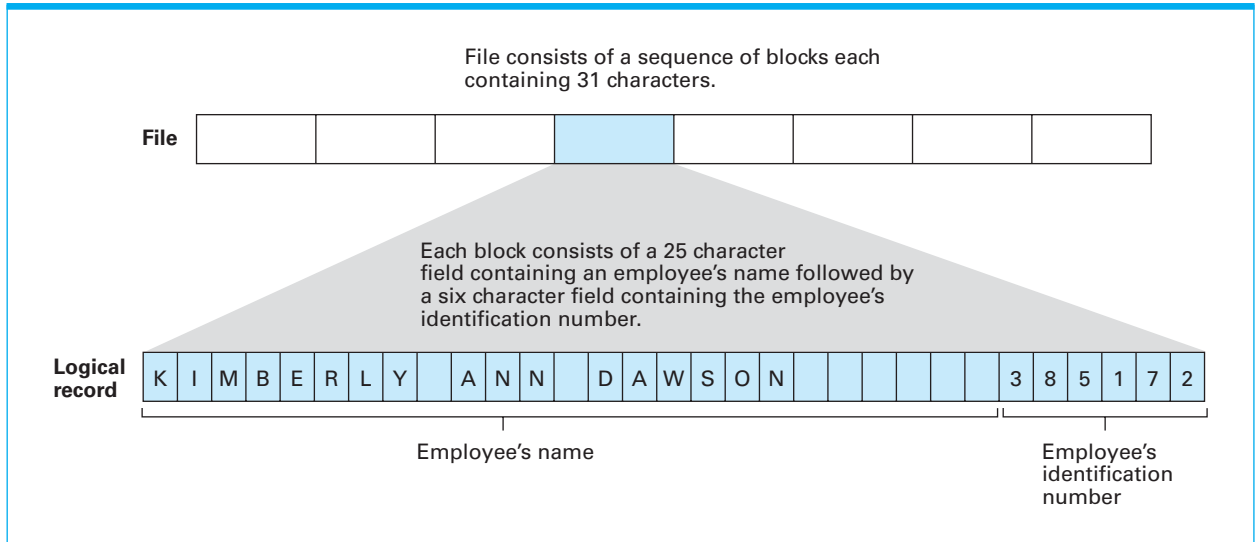 File consists of a sequence of blocks each
containing 31 characters.
File
Each block consists of a 25 character
field containing an employee’s name followed by
a six character field containing the employee’s
identification number.
Logical
record
K I M B E R L Y A N N D A W S O N 3 8 5 1 7 2
Employee’s name
Employee’s
identification
number